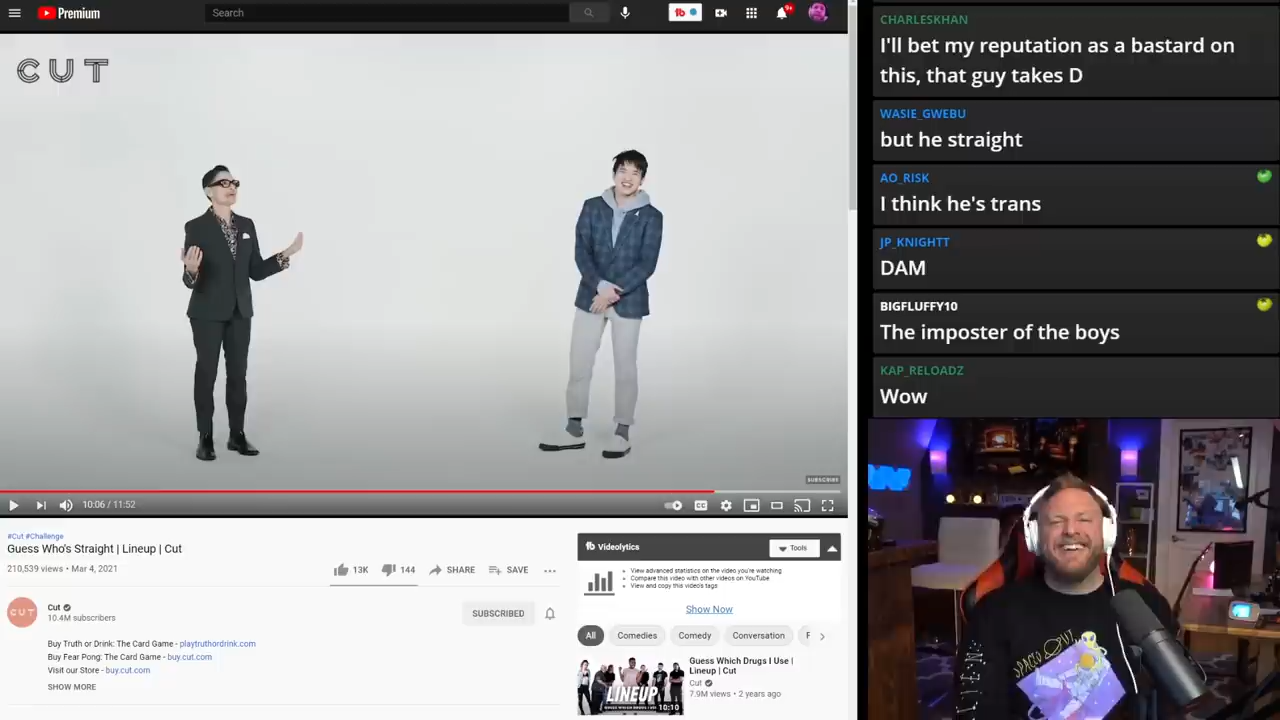 Premium
Search
9+
CUT
SUBSCRIBE
10:06 / 11:52
#Cut #Challenge
Guess Who's Straight | Lineup | Cut
210,539 views • Mar 4, 2021
13K
144
SHARE
SAVE
CUT
Cut
10.4M subscribers
SUBSCRIBED
Buy Truth or Drink: The Card Game - playtruthordrink.com
Buy Fear Pong: The Card Game - buy.cut.com
Visit our Store - buy.cut.com
SHOW MORE
Videolytics
Tools
View advanced statistics on the video you're watching
Compare this video with other videos on YouTube
View and copy this video's tags
Show Now
All
Comedies
Comedy
Conversation
LINEUP
10:10
Guess Which Drugs I Use |
Lineup | Cut
Cut
7.9M views • 2 years ago
CHARLESKHAN
I'll bet my reputation as a bastard on
this, that guy takes D
WASIE_GWEBU
but he straight
AO_RISK
I think he's trans
JP_KNIGHTT
DAM
BIGFLUFFY10
The imposter of the boys
KAP_RELOADZ
Wow
SPACED OUT